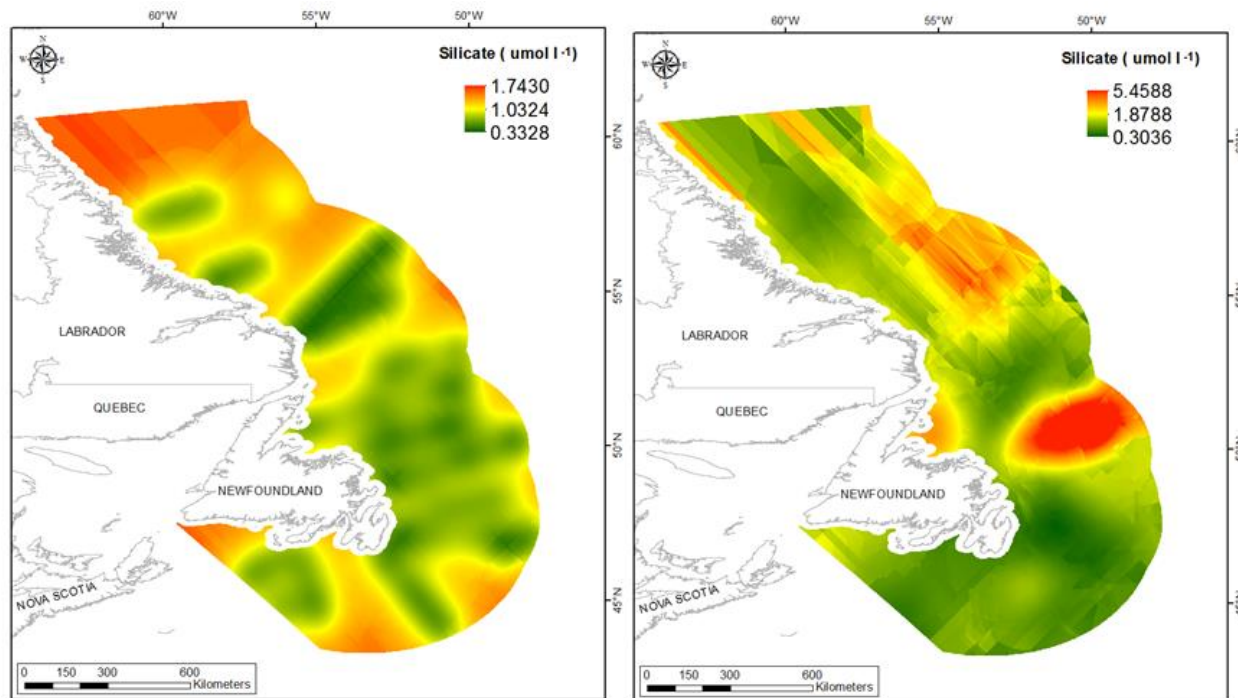 60°W 55°W 50°W
N
W E
S
Silicate ( umol l⁻¹)
1.7430
1.0324
0.3328
60°N
55°N
50°N
45°N
LABRADOR
QUEBEC
NEWFOUNDLAND
NOVA SCOTIA
0 150 300 600
Kilometers
60°W 55°W 50°W
N
W E
S
Silicate ( umol l⁻¹)
5.4588
1.8788
0.3036
LABRADOR
QUEBEC
NEWFOUNDLAND
NOVA SCOTIA
0 150 300 600
Kilometers